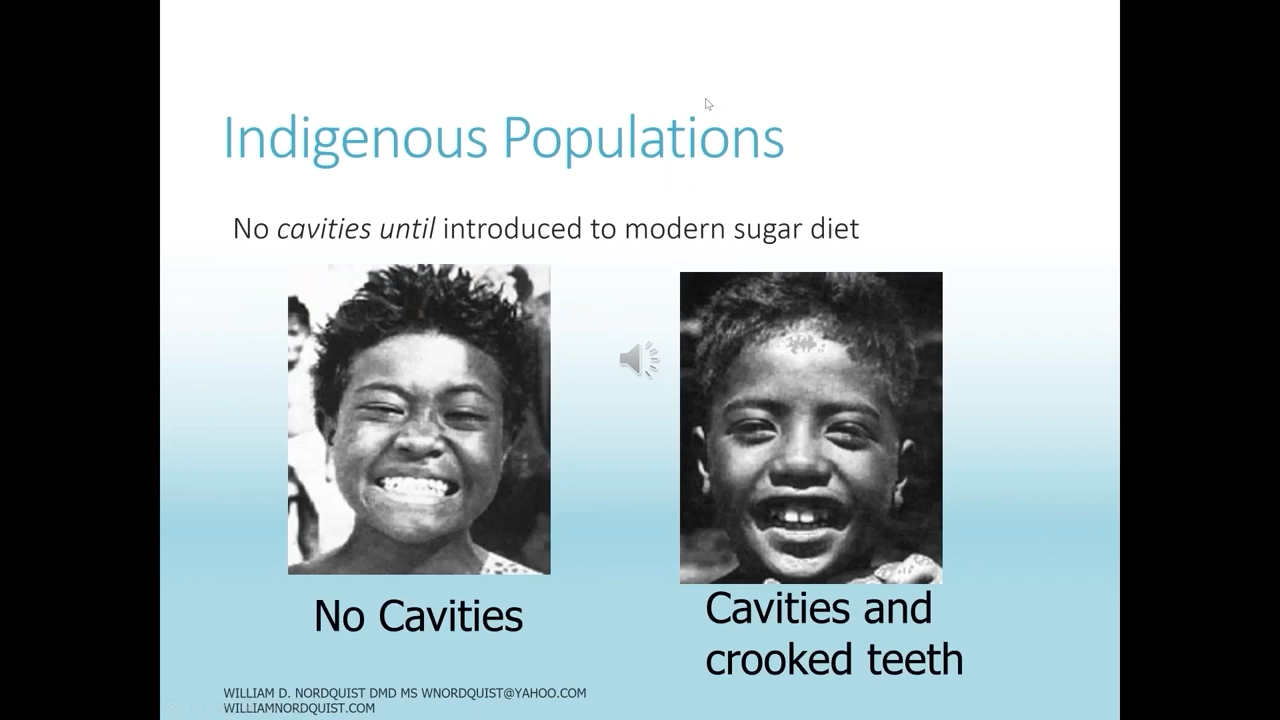 Indigenous Populations
No cavities until introduced to modern sugar diet
No Cavities
Cavities and
crooked teeth
WILLIAM D. NORDQUIST DMD MS WNORDQUIST@YAHOO.COM
WILLIAMNORDQUIST.COM